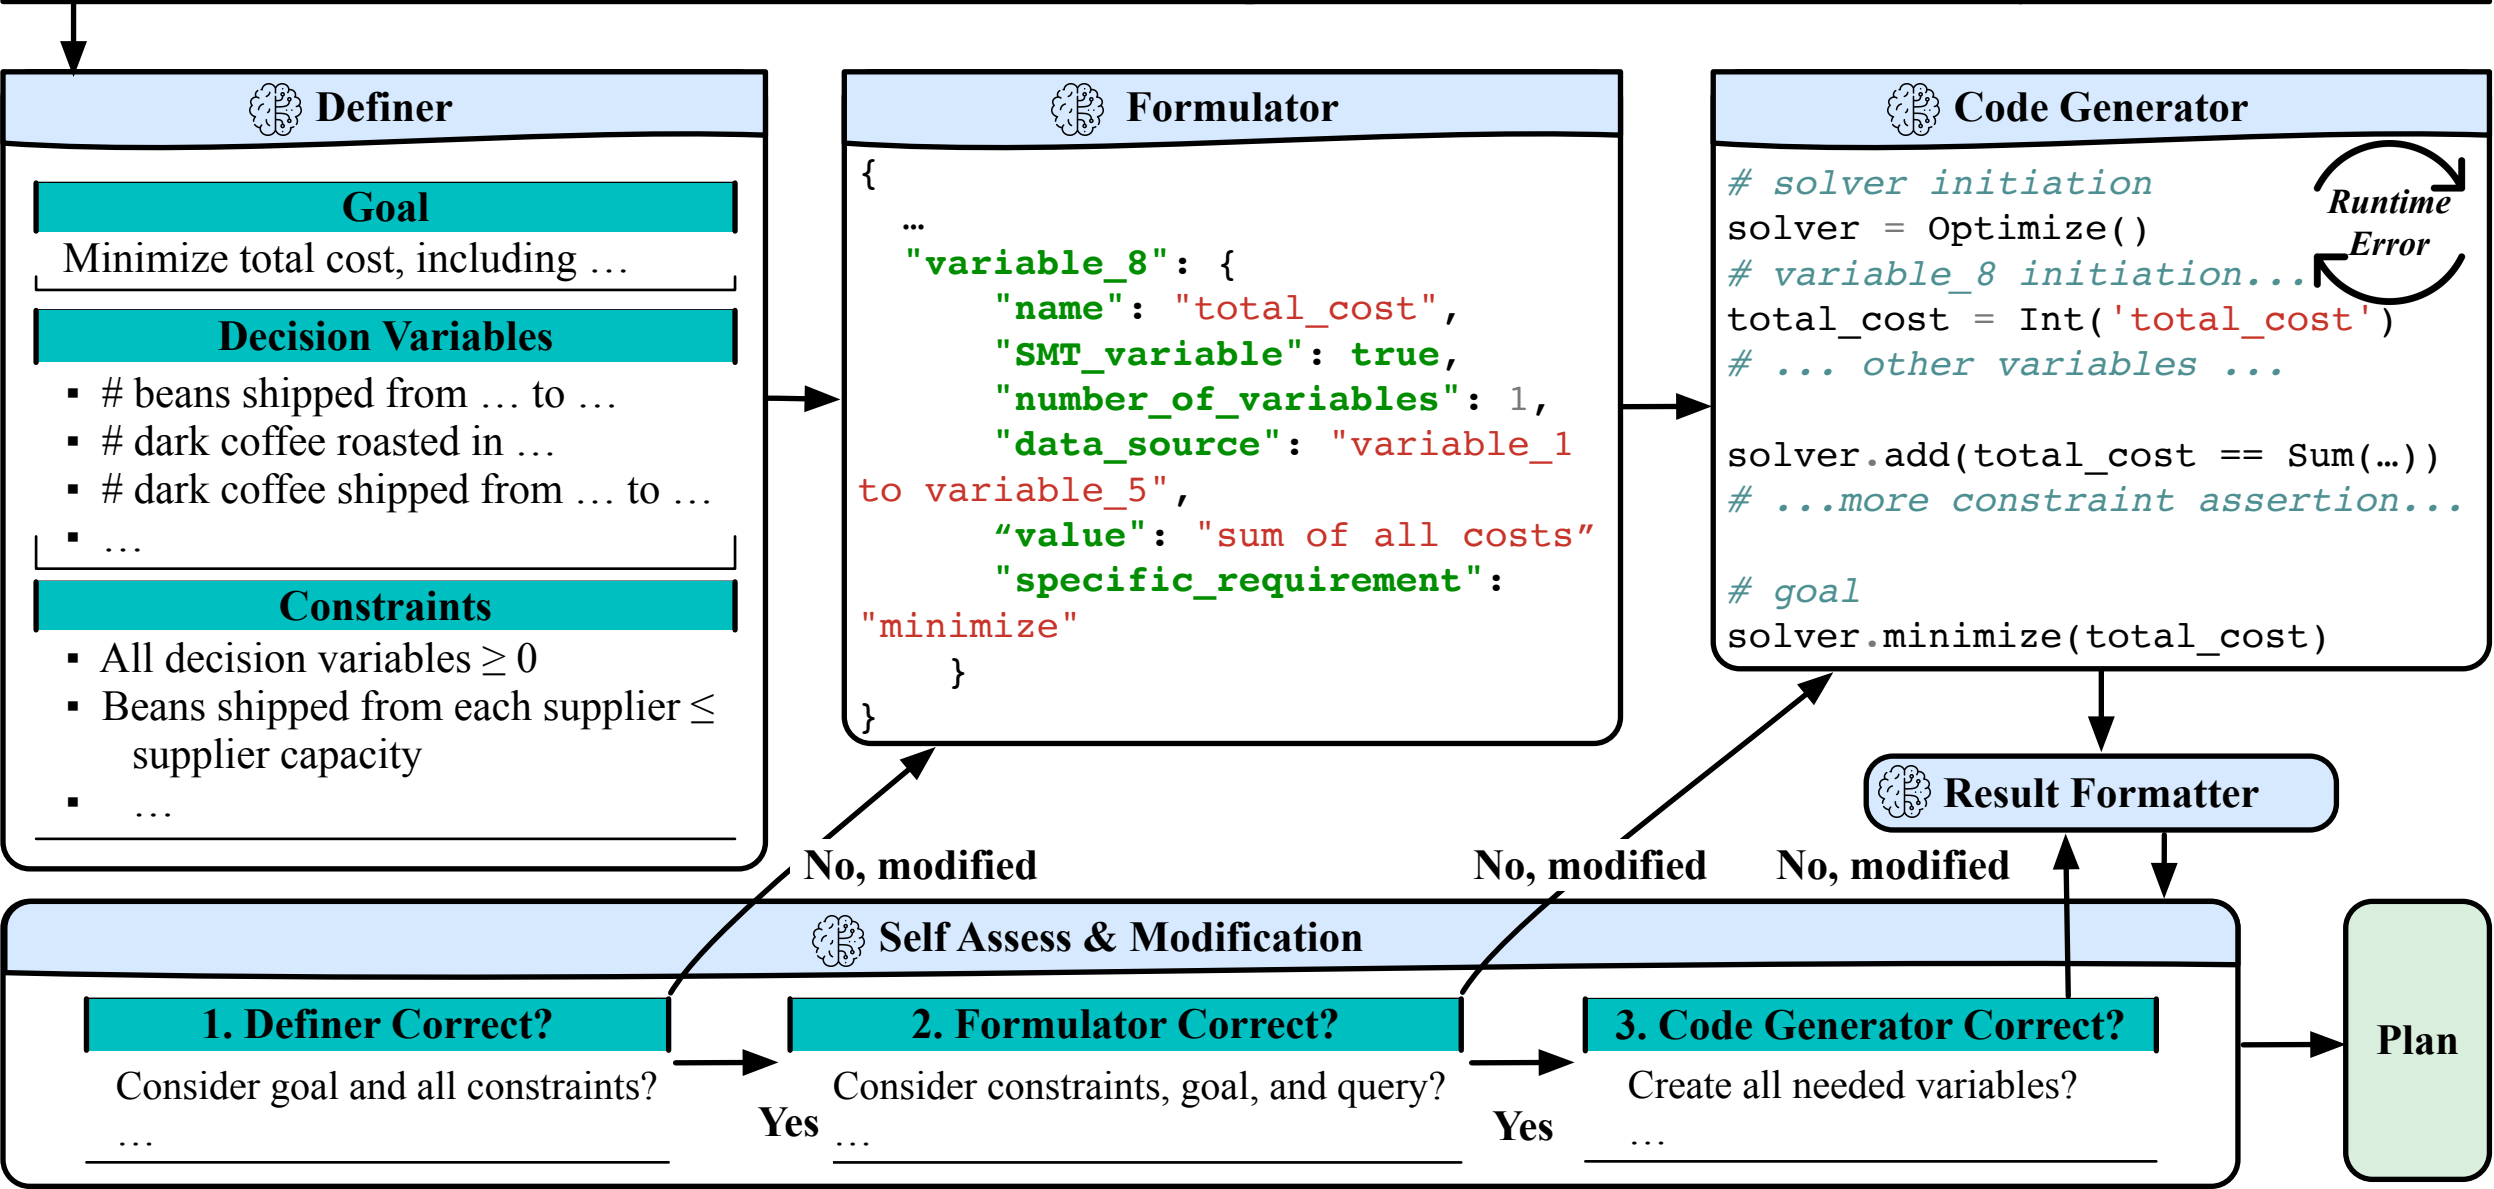 Definer
Goal
Minimize total cost, including …
Decision Variables
▪ # beans shipped from … to …
▪ # dark coffee roasted in …
▪ # dark coffee shipped from … to …
▪ …
Constraints
▪ All decision variables ≥ 0
▪ Beans shipped from each supplier ≤
supplier capacity
▪ …
Formulator
{
…
"variable_8": {
"name": "total_cost",
"SMT_variable": true,
"number_of_variables": 1,
"data_source": "variable_1
to variable_5",
“value": "sum of all costs”
"specific_requirement":
"minimize"
}
}
Code Generator
# solver initiation
solver = Optimize()
# variable_8 initiation...
total_cost = Int('total_cost')
# ... other variables ...
solver.add(total_cost == Sum(…))
# ...more constraint assertion...
# goal
solver.minimize(total_cost)
Runtime
Error
Result Formatter
No, modified
No, modified
No, modified
Self Assess & Modification
1. Definer Correct?
Consider goal and all constraints?
…
Yes
2. Formulator Correct?
Consider constraints, goal, and query?
…
Yes
3. Code Generator Correct?
Create all needed variables?
…
Plan